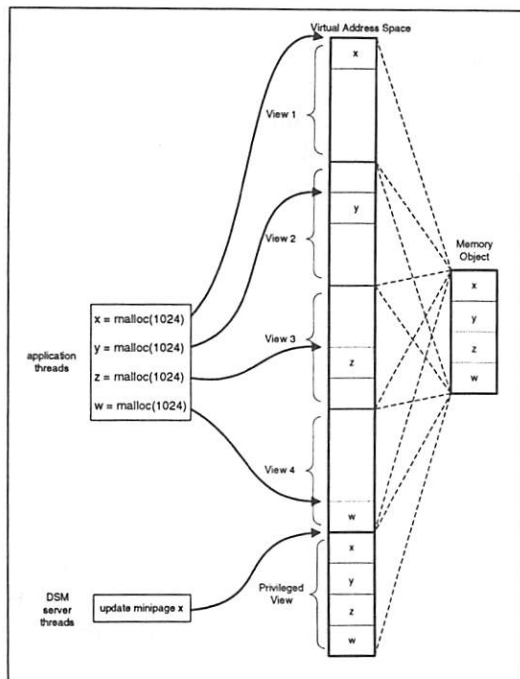 Virtual Address Space
x
View 1
y
View 2
Memory
Object
x
y
z
w
x = malloc(1024)
y = malloc(1024)
z = malloc(1024)
w = malloc(1024)
application
threads
View 3
z
View 4
w
x
y
z
w
Privileged
View
DSM
server
threads
update minipage x